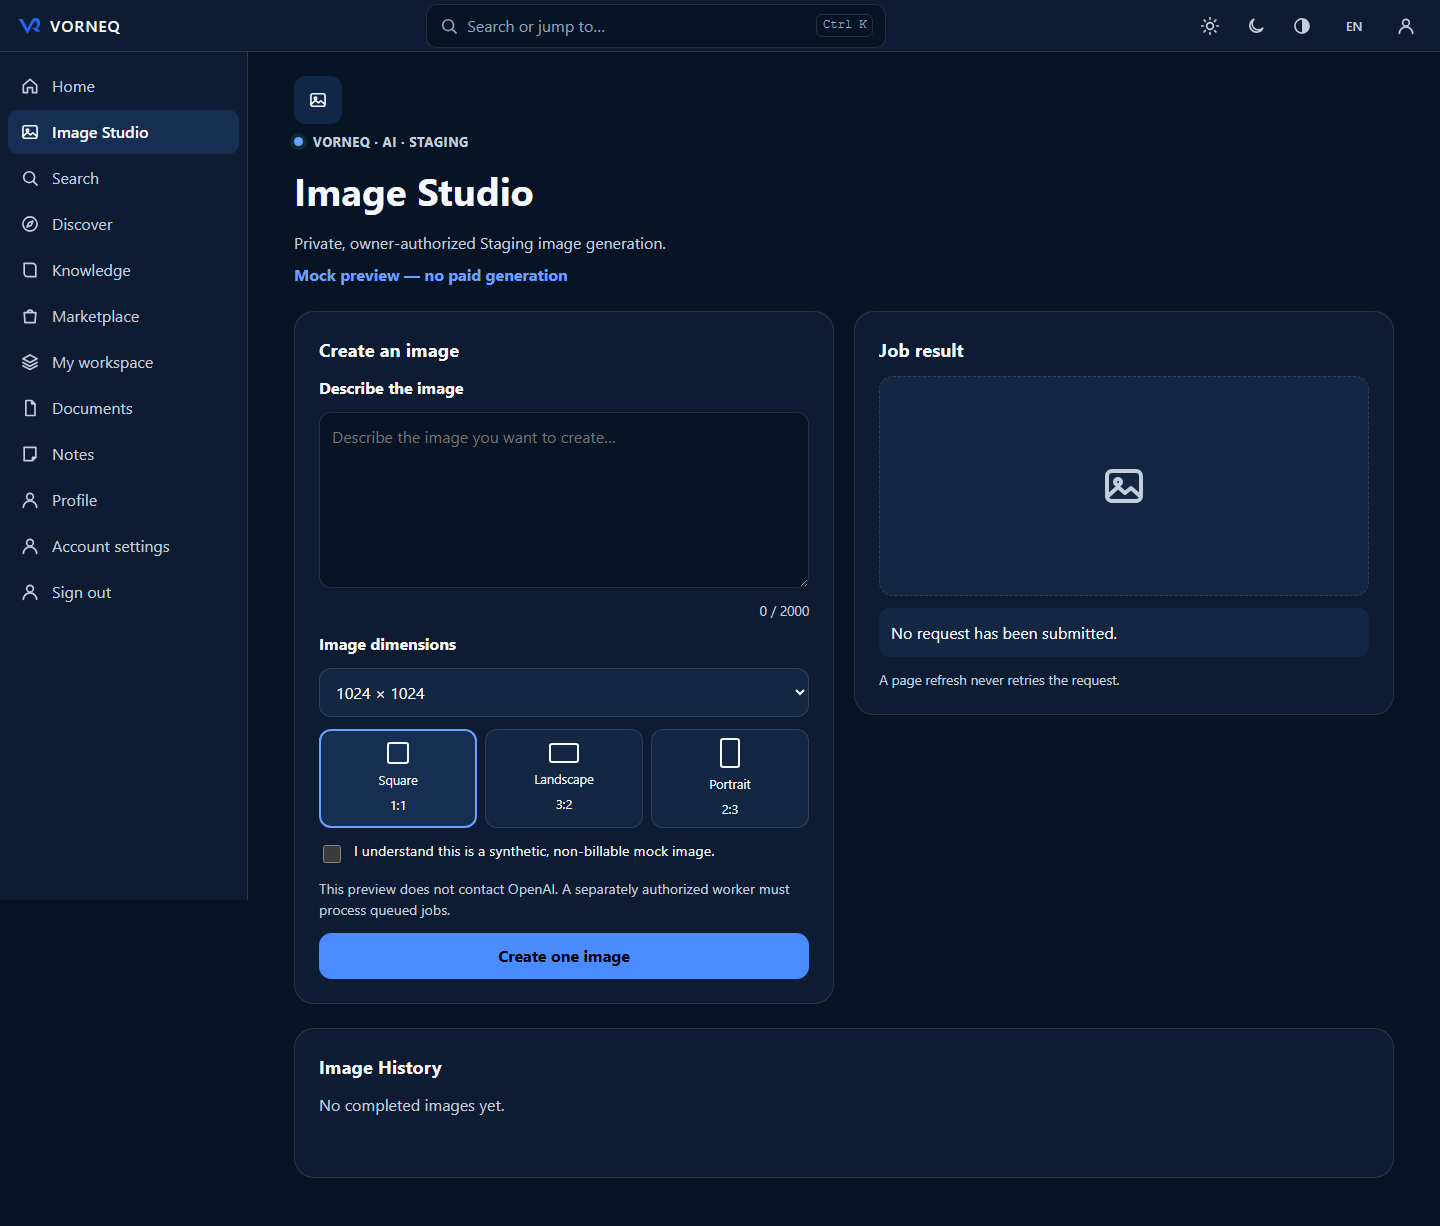 VORNEQ
Search or jump to...
Ctrl K
EN
Home
Image Studio
Search
Discover
Knowledge
Marketplace
My workspace
Documents
Notes
Profile
Account settings
Sign out
VORNEQ · AI · STAGING
Image Studio
Private, owner-authorized Staging image generation.
Mock preview — no paid generation
Create an image
Describe the image
Describe the image you want to create...
0 / 2000
Image dimensions
1024 × 1024
Square
1:1
Landscape
3:2
Portrait
2:3
I understand this is a synthetic, non-billable mock image.
This preview does not contact OpenAI. A separately authorized worker must
process queued jobs.
Create one image
Job result
No request has been submitted.
A page refresh never retries the request.
Image History
No completed images yet.